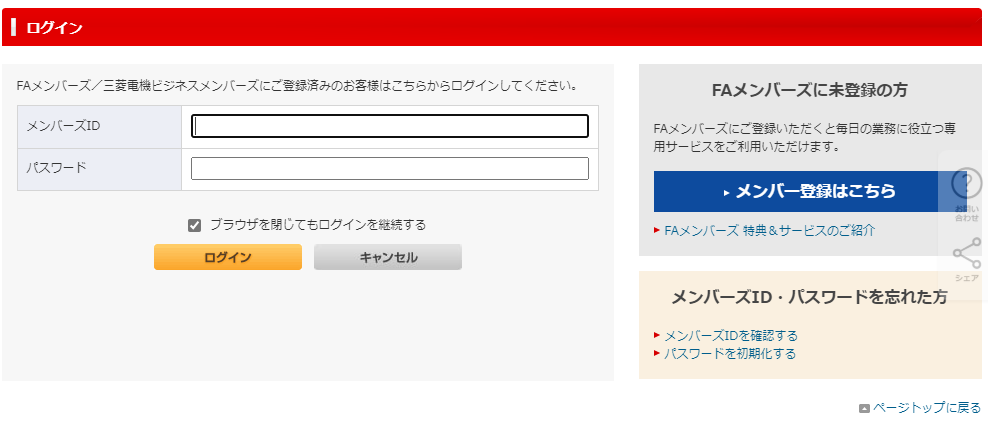 ログイン
FAメンバーズ／三菱電機ビジネスメンバーズにご登録済みのお客様はこちらからログインしてください。
メンバーズID
パスワード
ブラウザを閉じてもログインを継続する
ログイン
キャンセル
FAメンバーズに未登録の方
FAメンバーズにご登録いただくと毎日の業務に役立つ専
用サービスをご利用いただけます。
メンバー登録はこちら
FAメンバーズ 特典＆サービスのご紹介
お問い
合わせ
シェア
メンバーズID・パスワードを忘れた方
メンバーズIDを確認する
パスワードを初期化する
ページトップに戻る